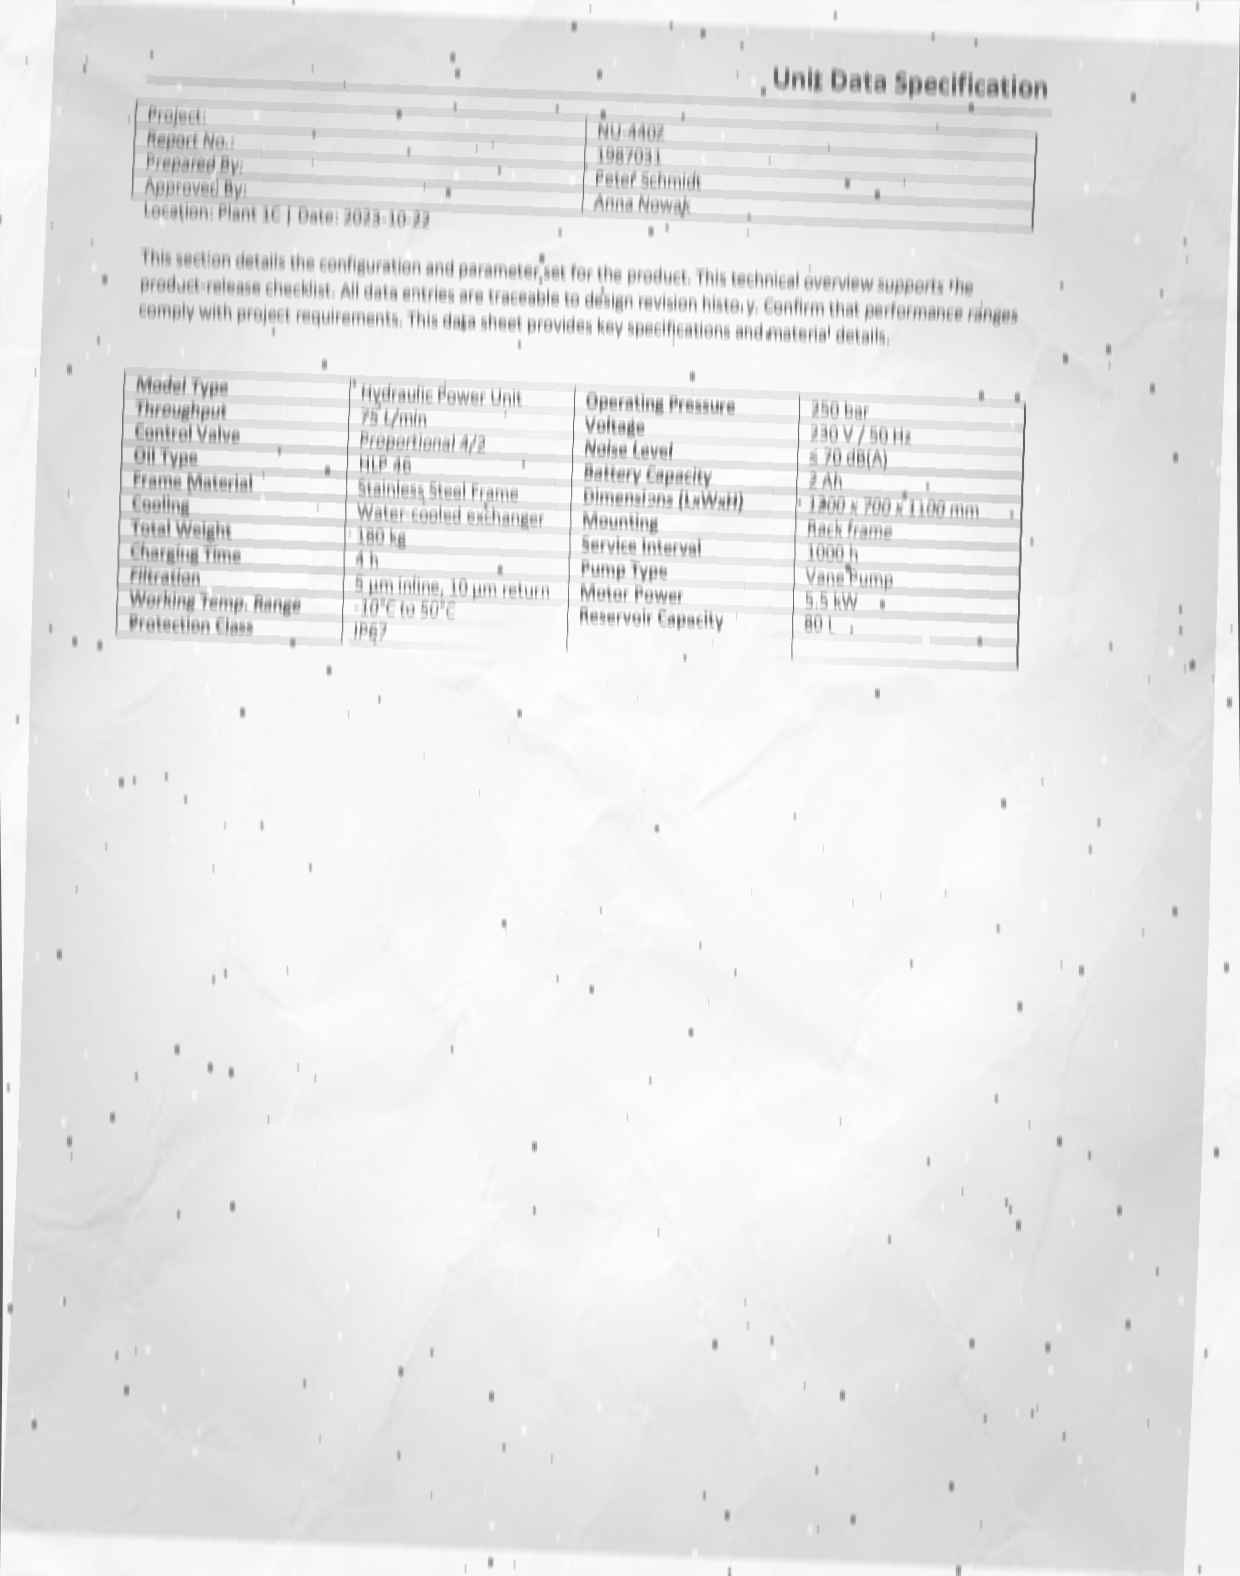 Unit Data Specification
Project: NU-4402
Report No.: 1987031
Prepared By: Peter Schmidt
Approved By: Anna Nowak
Location: Plant 1C | Date: 2023-10-22
This section details the configuration and parameter set for the product. This technical overview supports the
product-release checklist. All data entries are traceable to design revision history. Confirm that performance ranges
comply with project requirements. This data sheet provides key specifications and material details.
Model Type Hydraulic Power Unit Operating Pressure 250 bar
Throughput 75 L/min Voltage 230 V / 50 Hz
Control Valve Proportional 4/3 Noise Level ≤ 70 dB(A)
Oil Type HLP 46 Battery Capacity 2 Ah
Frame Material Stainless Steel Frame Dimensions (LxWxH) 1200 x 700 x 1100 mm
Cooling Water-cooled exchanger Mounting Rack frame
Total Weight 180 kg Service Interval 1000 h
Charging Time 4 h Pump Type Vane Pump
Filtration 5 µm inline, 10 µm return Motor Power 5.5 kW
Working Temp. Range -10°C to 50°C Reservoir Capacity 80 L
Protection Class IP67